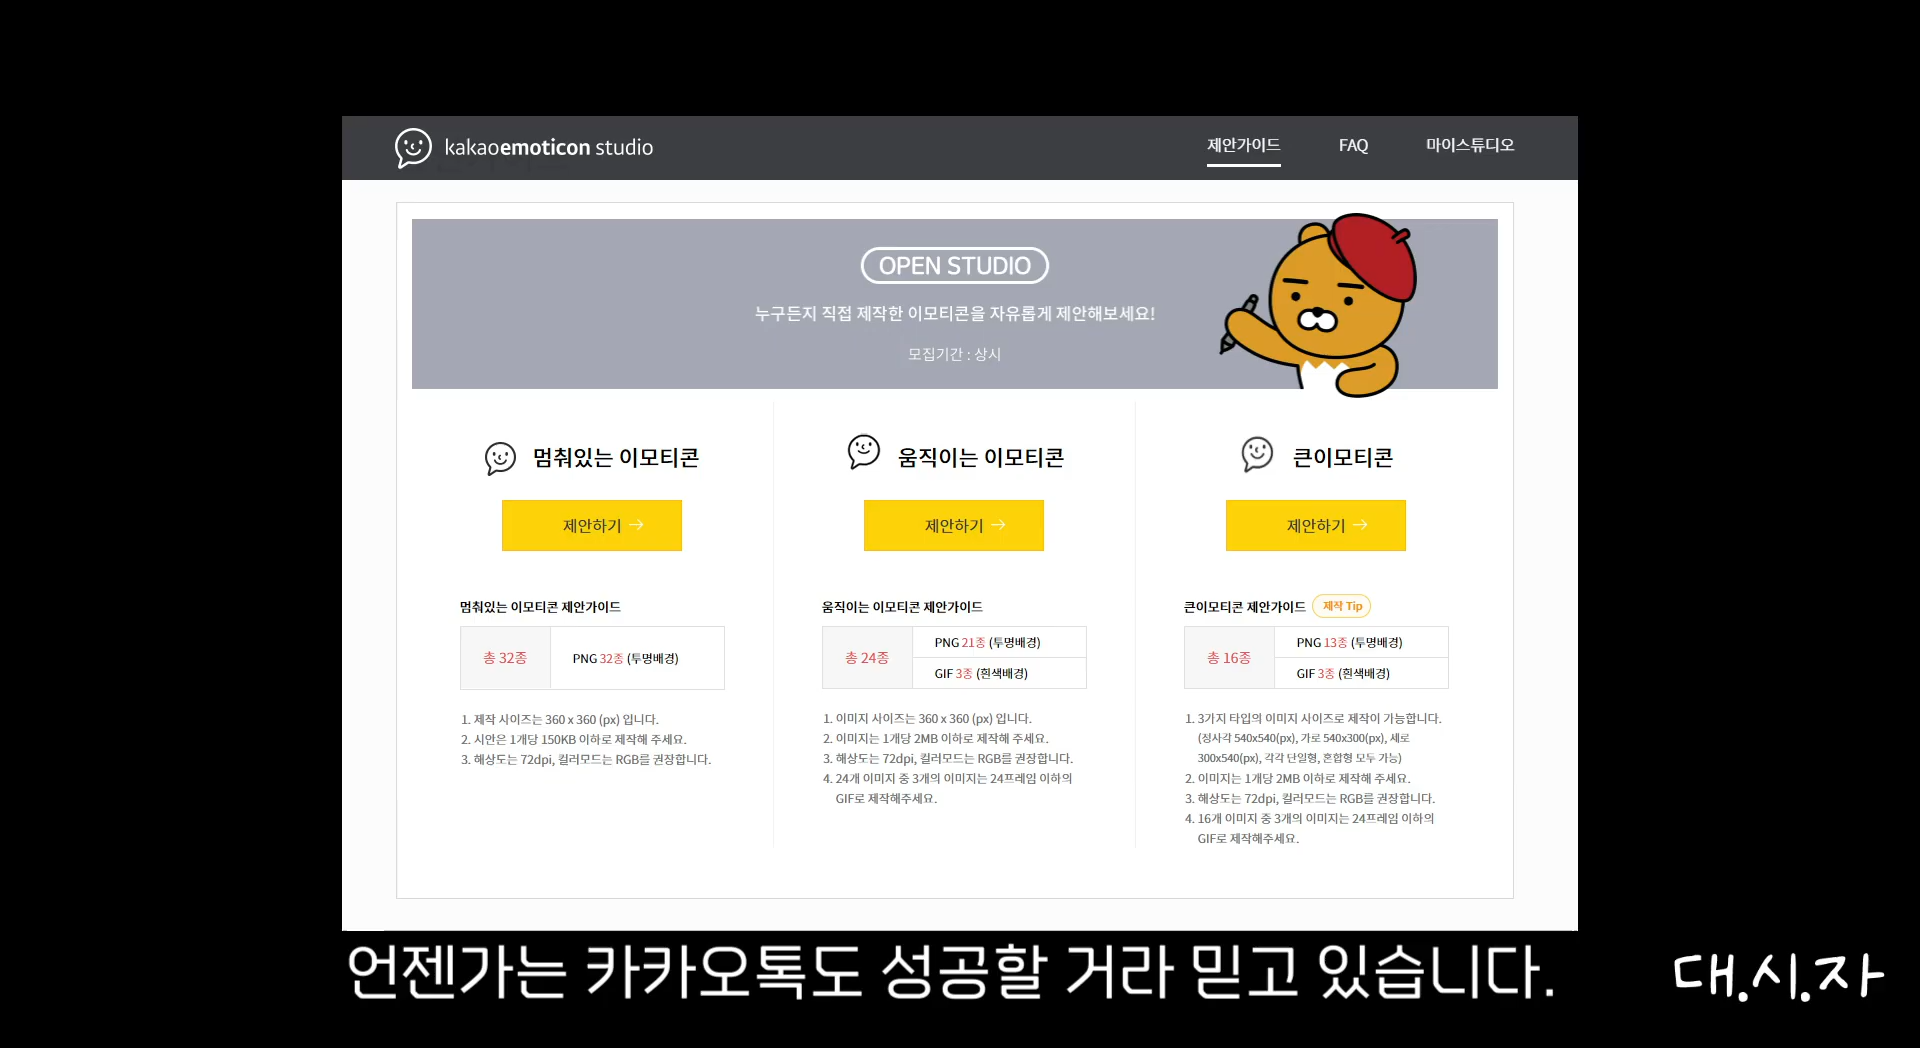 kakaoemoticon studio
제안가이드
FAQ
마이스튜디오
OPEN STUDIO
누구든지 직접 제작한 이모티콘을 자유롭게 제안해보세요!
모집기간 : 상시
멈춰있는 이모티콘
제안하기 →
멈춰있는 이모티콘 제안가이드
총 32종
PNG 32종 (투명배경)
1. 제작 사이즈는 360 x 360 (px) 입니다.
2. 시안은 1개당 150KB 이하로 제작해 주세요.
3. 해상도는 72dpi, 컬러모드는 RGB를 권장합니다.
움직이는 이모티콘
제안하기 →
움직이는 이모티콘 제안가이드
총 24종
PNG 21종 (투명배경)
GIF 3종 (흰색배경)
1. 이미지 사이즈는 360 x 360 (px) 입니다.
2. 이미지는 1개당 2MB 이하로 제작해 주세요.
3. 해상도는 72dpi, 컬러모드는 RGB를 권장합니다.
4. 24개 이미지 중 3개의 이미지는 24프레임 이하의
GIF로 제작해주세요.
큰이모티콘
제안하기 →
큰이모티콘 제안가이드 제작 Tip
총 16종
PNG 13종 (투명배경)
GIF 3종 (흰색배경)
1. 3가지 타입의 이미지 사이즈로 제작이 가능합니다.
(정사각 540x540(px), 가로 540x300(px), 세로
300x540(px), 각각 단일형, 혼합형 모두 가능)
2. 이미지는 1개당 2MB 이하로 제작해 주세요.
3. 해상도는 72dpi, 컬러모드는 RGB를 권장합니다.
4. 16개 이미지 중 3개의 이미지는 24프레임 이하의
GIF로 제작해주세요.
언젠가는 카카오톡도 성공할 거라 믿고 있습니다.
대.시.자